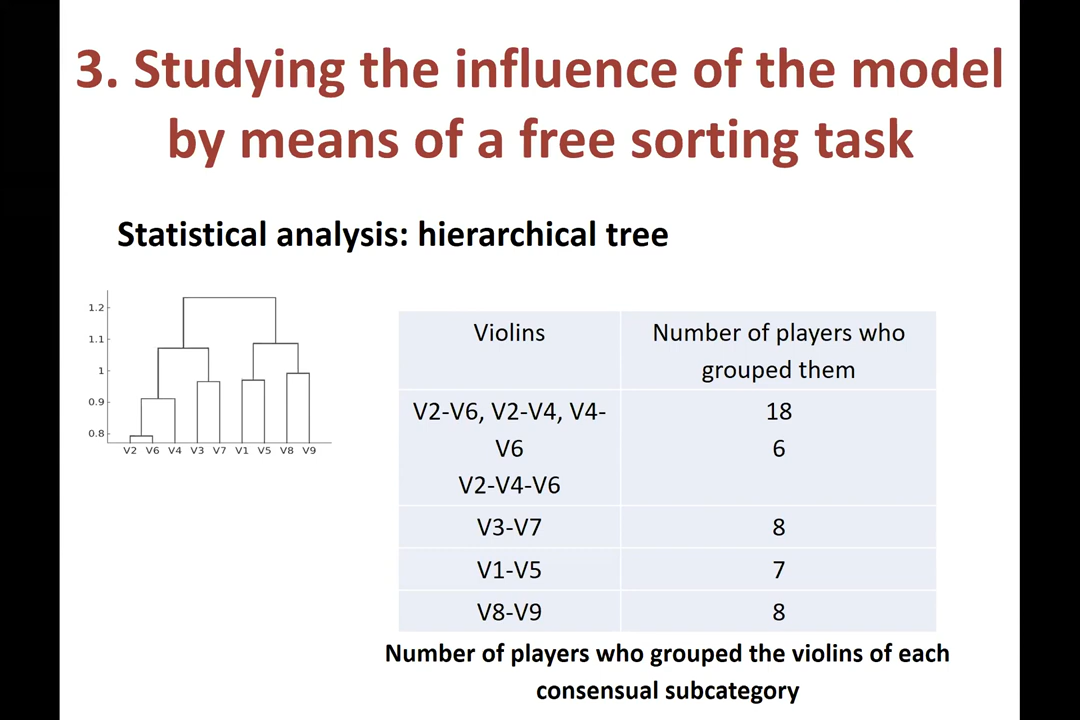 3. Studying the influence of the model
by means of a free sorting task
Statistical analysis: hierarchical tree
1.2
1.1
1
0.9
0.8
V2 V6 V4 V3 V7 V1 V5 V8 V9
Violins
Number of players who
grouped them
V2-V6, V2-V4, V4-
V6
V2-V4-V6
18
6
V3-V7
8
V1-V5
7
V8-V9
8
Number of players who grouped the violins of each
consensual subcategory